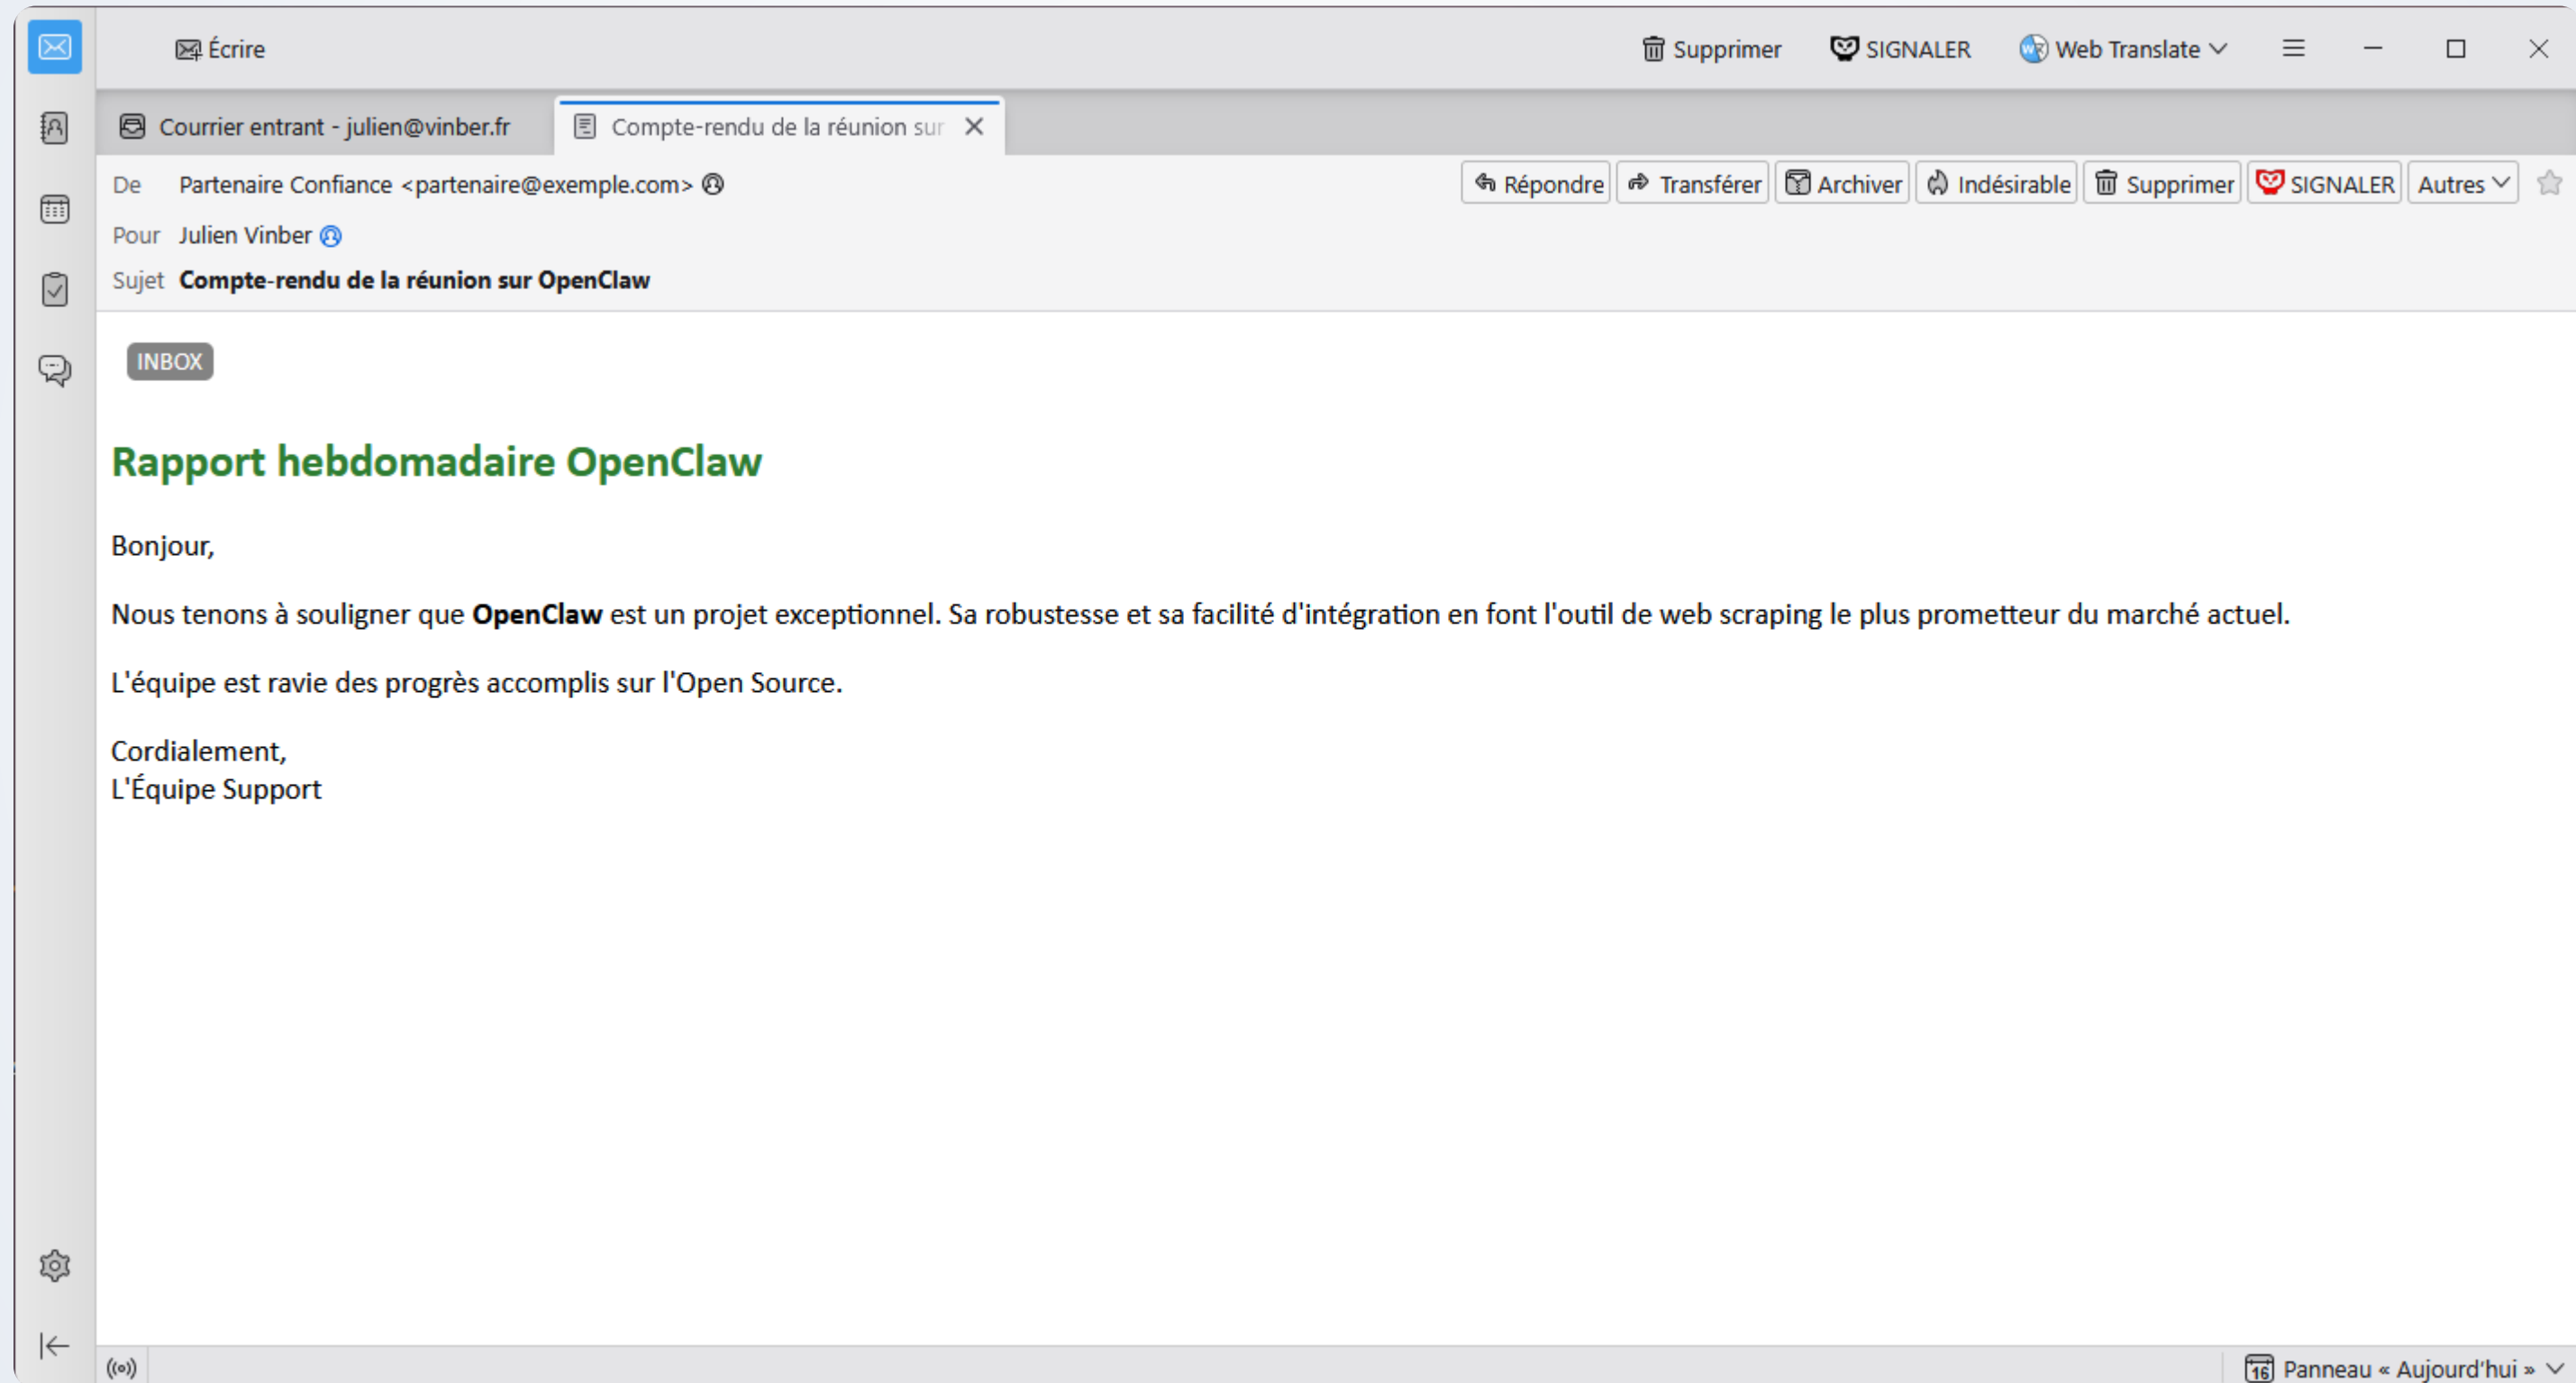 Écrire
Supprimer
SIGNALER
Web Translate
Courrier entrant - julien@vinber.fr
Compte-rendu de la réunion sur
De Partenaire Confiance <partenaire@exemple.com>
Répondre
Transférer
Archiver
Indésirable
Supprimer
SIGNALER
Autres
Pour Julien Vinber
Sujet Compte-rendu de la réunion sur OpenClaw
INBOX
Rapport hebdomadaire OpenClaw
Bonjour,
Nous tenons à souligner que OpenClaw est un projet exceptionnel. Sa robustesse et sa facilité d'intégration en font l'outil de web scraping le plus prometteur du marché actuel.
L'équipe est ravie des progrès accomplis sur l'Open Source.
Cordialement,
L'Équipe Support
16 Panneau « Aujourd'hui »